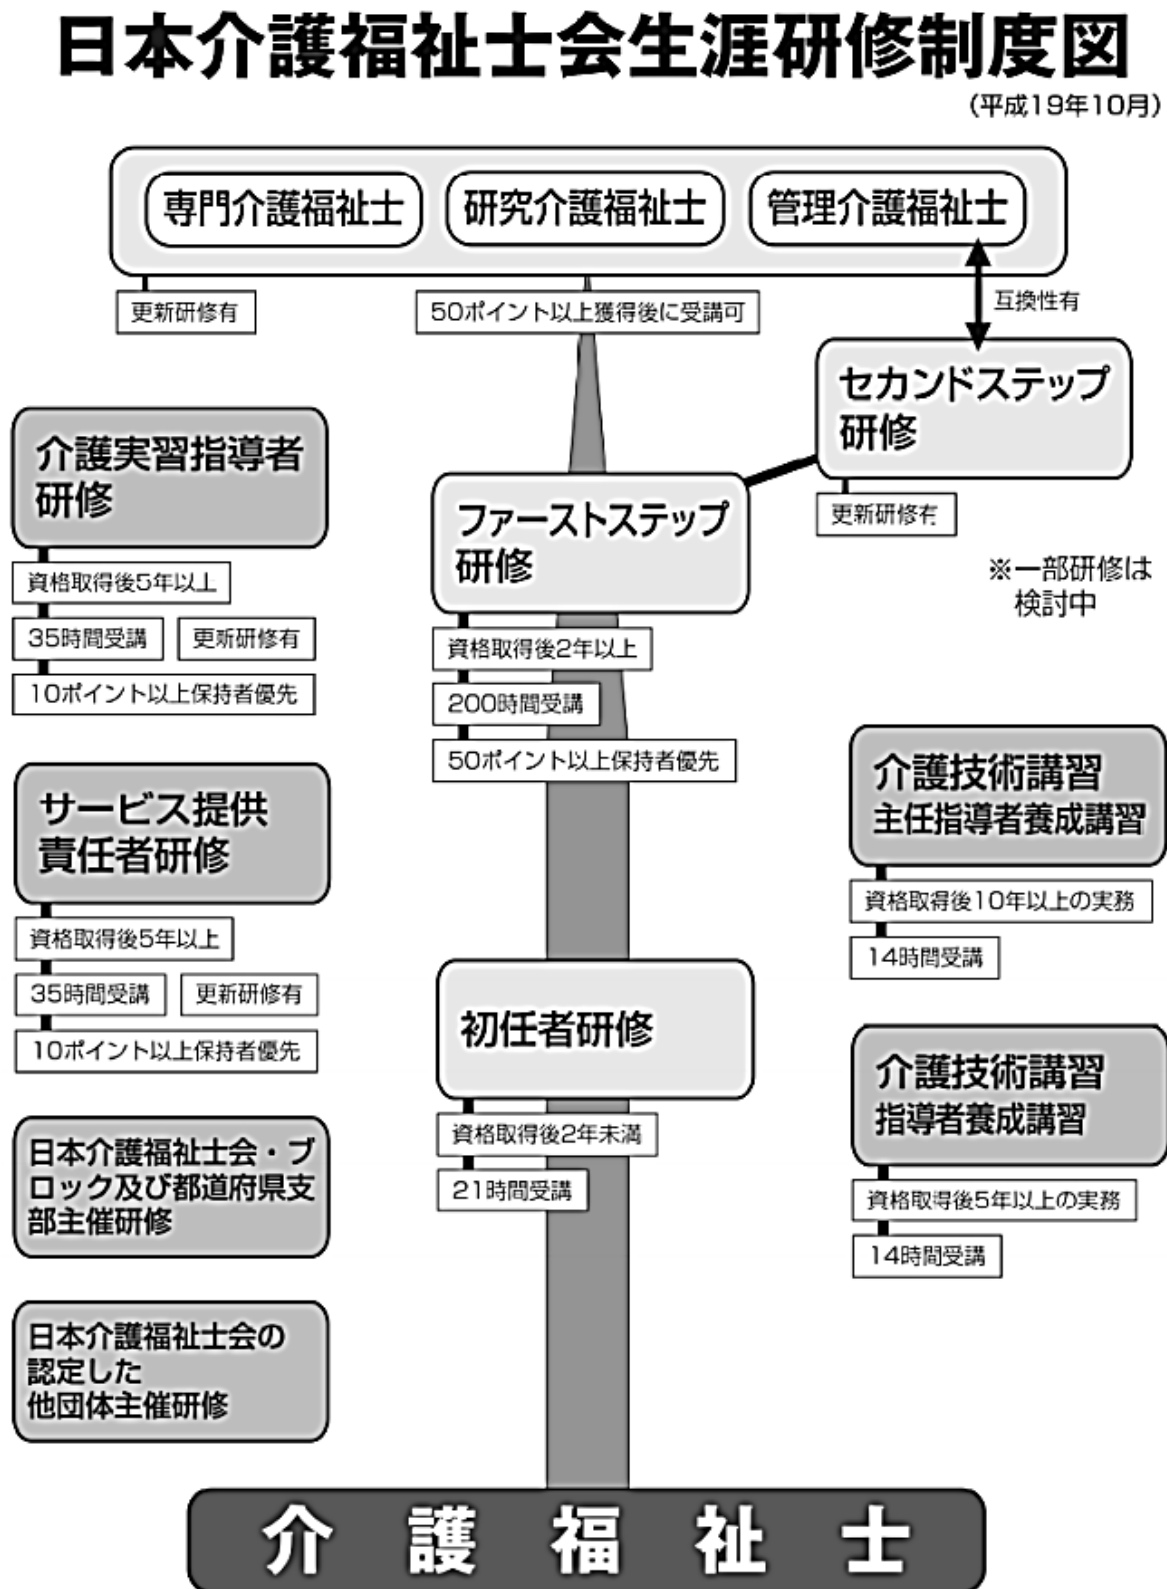 日本介護福祉士会生涯研修制度図
(平成19年10月)
専門介護福祉士
研究介護福祉士
管理介護福祉士
更新研修有
50ポイント以上獲得後に受講可
互換性有
セカンドステップ
研修
更新研修有
※一部研修は
検討中
介護実習指導者
研修
資格取得後5年以上
35時間受講
更新研修有
10ポイント以上保持者優先
ファーストステップ
研修
資格取得後2年以上
200時間受講
50ポイント以上保持者優先
サービス提供
責任者研修
資格取得後5年以上
35時間受講
更新研修有
10ポイント以上保持者優先
介護技術講習
主任指導者養成講習
資格取得後10年以上の実務
14時間受講
初任者研修
資格取得後2年未満
21時間受講
介護技術講習
指導者養成講習
資格取得後5年以上の実務
14時間受講
日本介護福祉士会・ブ
ロック及び都道府県支
部主催研修
日本介護福祉士会の
認定した
他団体主催研修
介護福祉士